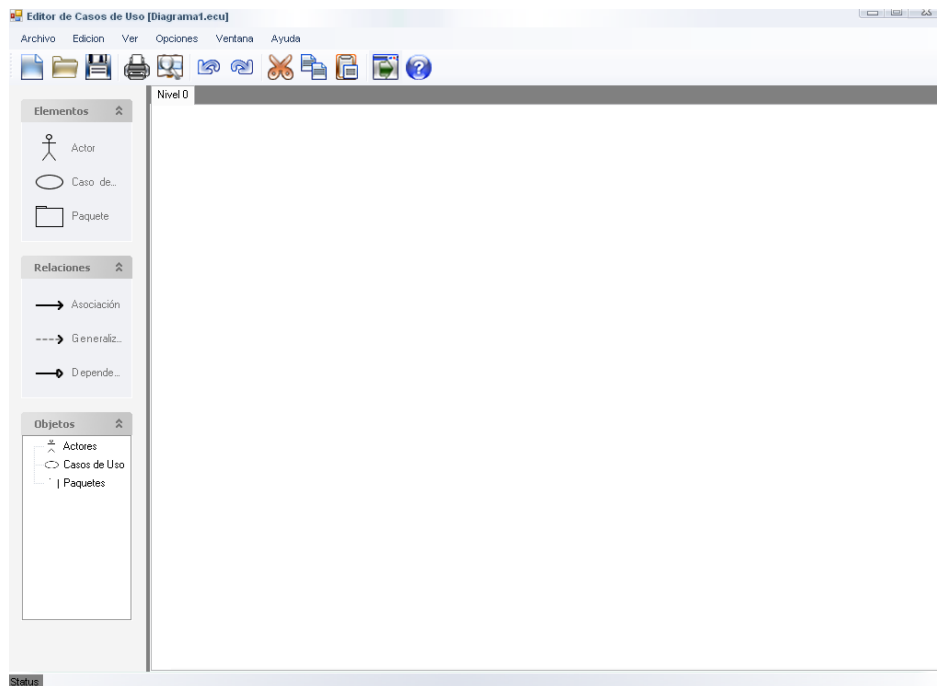 Editor de Casos de Uso [Diagrama1.ecu]
Archivo Edicion Ver Opciones Ventana Ayuda
Nivel 0
Elementos
Actor
Caso de...
Paquete
Relaciones
Asociación
Generaliz...
Depende...
Objetos
Actores
Casos de Uso
Paquetes
Status